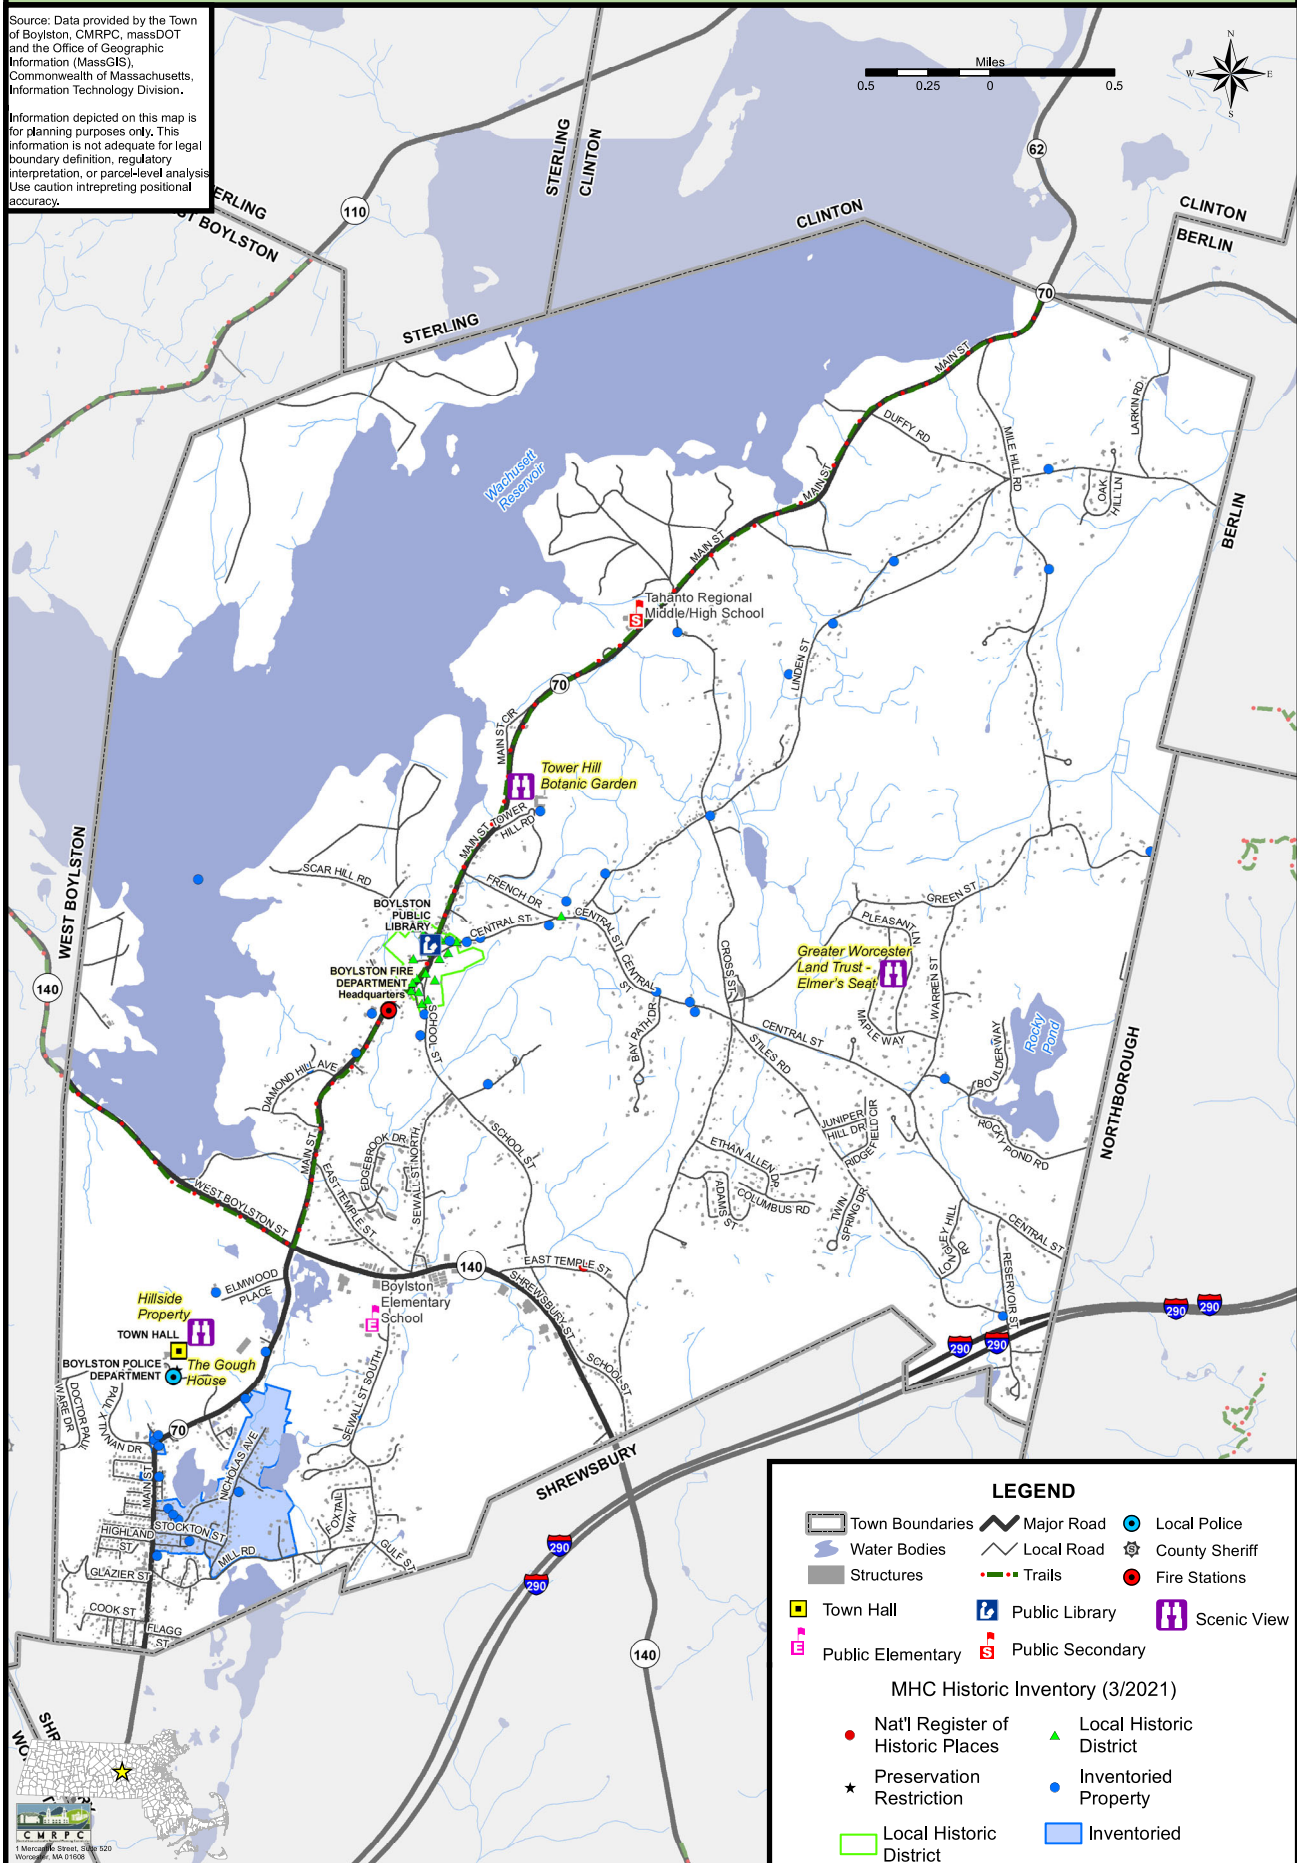 Source: Data provided by the Town
of Boylston, CMRPC, massDOT
and the Office of Geographic
Information (MassGIS),
Commonwealth of Massachusetts,
Information Technology Division.
Information depicted on this map is
for planning purposes only. This
information is not adequate for legal
boundary definition, regulatory
interpretation, or parcel-level analysis
Use caution intrepreting positional
accuracy.
Miles
0.5 0.25 0 0.5
N
W E
S
62
STERLING
CLINTON
110
ERLING
ST BOYLSTON
CLINTON
CLINTON
BERLIN
70
STERLING
MAIN ST
LARKIN RD
DUFFY RD
MILE HILL RD
OAK
HILL LN
BERLIN
Wachusett
Reservoir
MAIN ST
MAIN ST
Tahanto Regional
Middle/High School
S
LINDEN ST
70
MAIN ST CIR
Tower Hill
Botanic Garden
TOWER
HILL RD
MAIN ST
WEST BOYLSTON
SCAR HILL RD
FRENCH DR
BOYLSTON
PUBLIC
LIBRARY
CENTRAL ST
CENTRAL ST
CENTRAL
ST
GREEN ST
PLEASANT LN
Greater Worcester
Land Trust -
Elmer's Seat
CROSS ST
WARREN ST
BOYLSTON FIRE
DEPARTMENT
Headquarters
140
SCHOOL ST
BAY PATH DR
MAPLE WAY
CENTRAL ST
STILES RD
BOULDER WAY
Rocky
Pond
NORTHBOROUGH
DIAMOND HILL AVE
JUNIPER
HILL DR
RIDGEFIELD CIR
ROCKY POND RD
MAIN ST
EDGEBROOK DR
SEWALL ST NORTH
SCHOOL ST
ETHAN ALLEN DR
ADAMS ST
COLUMBUS RD
EAST TEMPLE ST
WEST BOYLSTON ST
TWIN
SPRING DR
LONGLEY HILL
RD
CENTRAL ST
RESERVOIR ST
140
EAST TEMPLE ST
ELMWOOD
PLACE
Boylston
Elementary
School
E
SHREWSBURY ST
Hillside
Property
TOWN HALL
BOYLSTON POLICE
DEPARTMENT
The Gough
House
290 290
290 290
SCHOOL ST
SEWALL ST SOUTH
DOCTOR PAUL
WARE DR
PAUL X TIVNAN DR
70
MAIN ST
NICHOLAS AVE
SHREWSBURY
HIGHLAND
ST
STOCKTON ST
FOXTAIL
WAY
GULF ST
MILL RD
GLAZIER ST
COOK ST
FLAGG
ST
290
290
140
LEGEND
Town Boundaries Major Road Local Police
Water Bodies Local Road County Sheriff
Structures Trails Fire Stations
Town Hall Public Library Scenic View
E Public Elementary S Public Secondary
MHC Historic Inventory (3/2021)
Nat'l Register of
Historic Places
Local Historic
District
Preservation
Restriction
Inventoried
Property
Local Historic
District
Inventoried
SHR
WO
CMRPC
1 Mercantile Street, Suite 520
Worcester, MA 01608